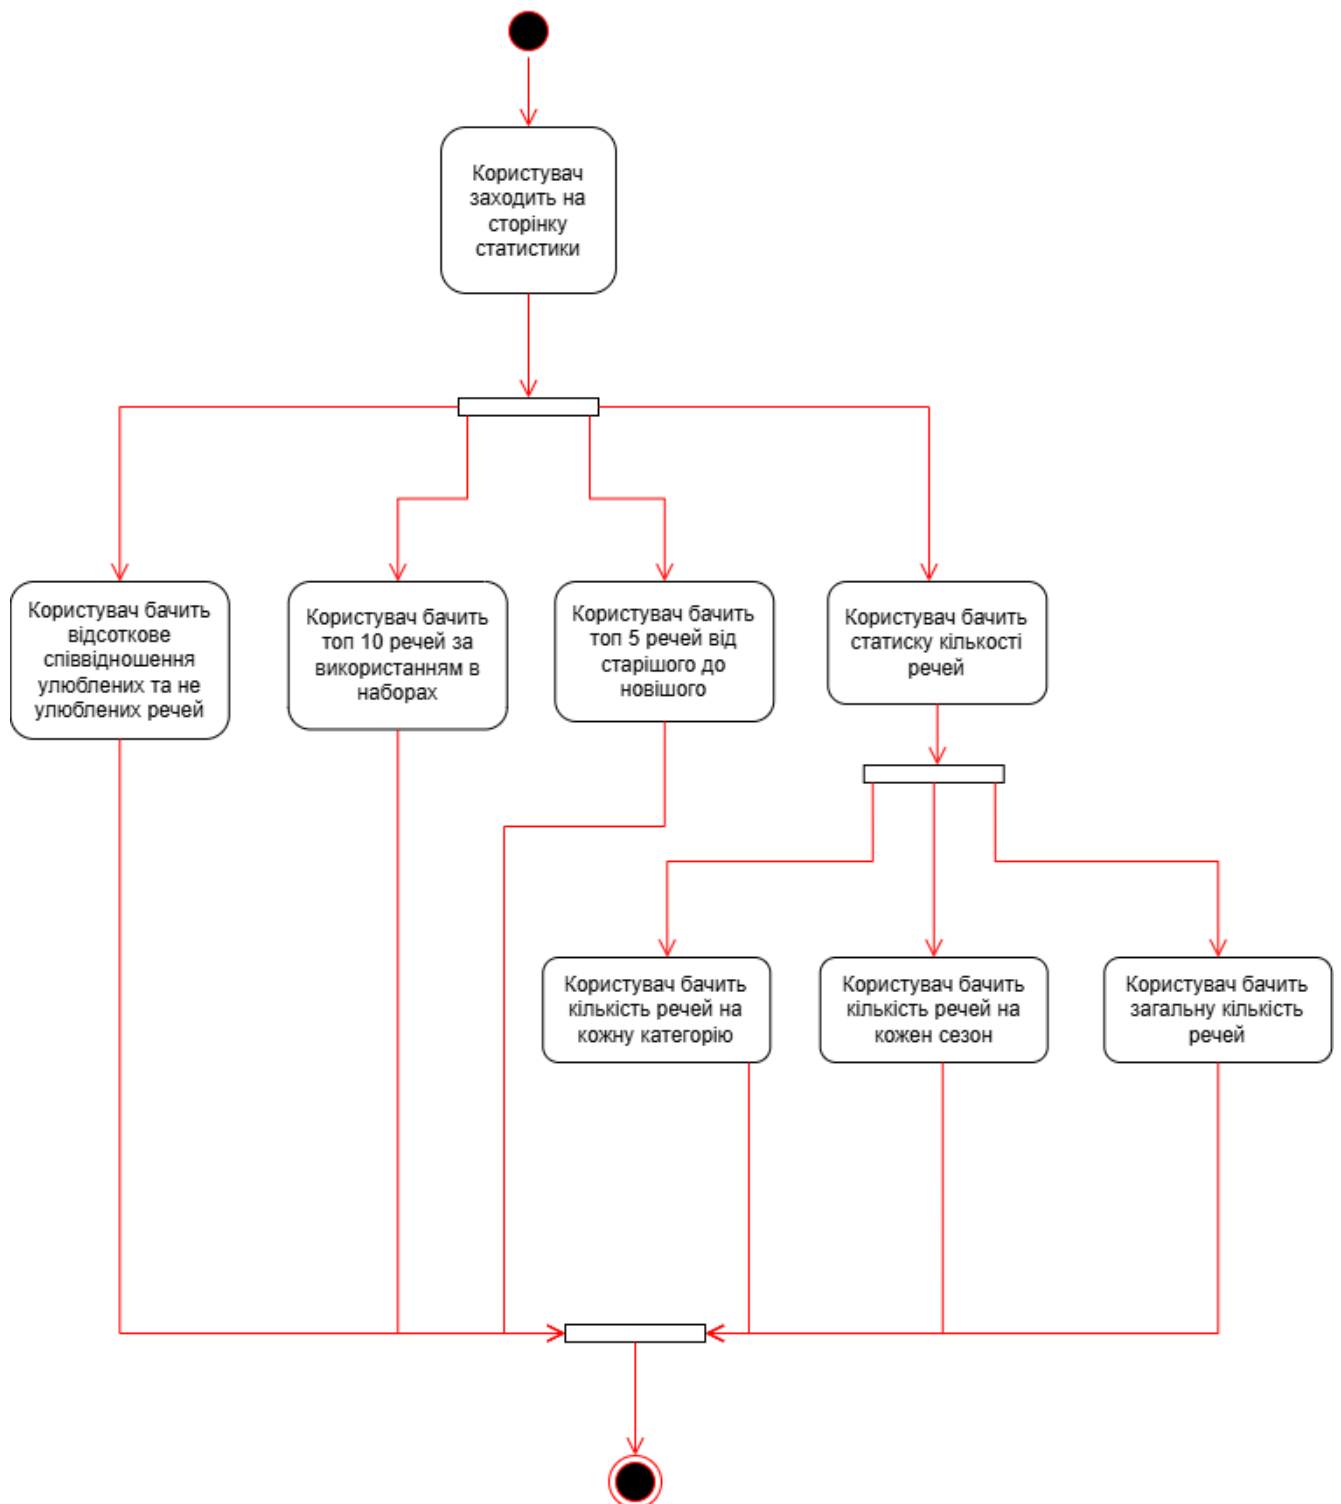 Користувач
заходить на
сторінку
статистики
Користувач бачить
відсоткове
співвідношення
улюблених та не
улюблених речей
Користувач бачить
топ 10 речей за
використанням в
наборах
Користувач бачить
топ 5 речей від
старішого до
новішого
Користувач бачить
статиску кількості
речей
Користувач бачить
кількість речей на
кожну категорію
Користувач бачить
кількість речей на
кожен сезон
Користувач бачить
загальну кількість
речей